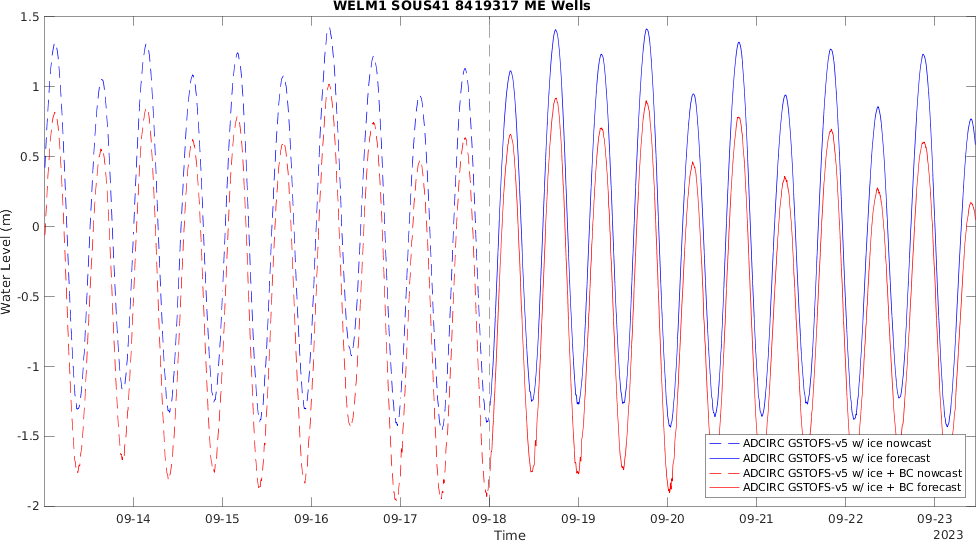 WELM1 SOUS41 8419317 ME Wells
1.5
1
0.5
0
-0.5
-1
-1.5
-2
Water Level (m)
ADCIRC GSTOFS-v5 w/ ice nowcast
ADCIRC GSTOFS-v5 w/ ice forecast
ADCIRC GSTOFS-v5 w/ ice + BC nowcast
ADCIRC GSTOFS-v5 w/ ice + BC forecast
09-14 09-15 09-16 09-17 09-18 09-19 09-20 09-21 09-22 09-23
Time
2023